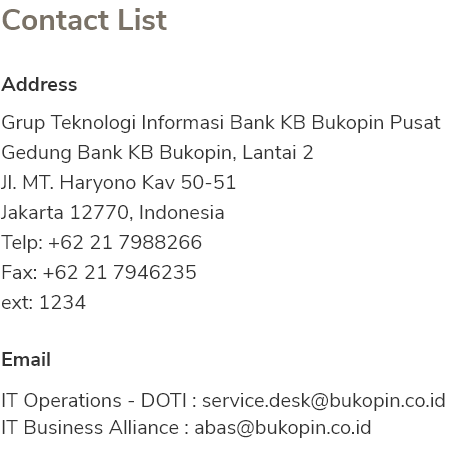 Contact List
Address
Grup Teknologi Informasi Bank KB Bukopin Pusat
Gedung Bank KB Bukopin, Lantai 2
Jl. MT. Haryono Kav 50-51
Jakarta 12770, Indonesia
Telp: +62 21 7988266
Fax: +62 21 7946235
ext: 1234
Email
IT Operations - DOTI : service.desk@bukopin.co.id
IT Business Alliance : abas@bukopin.co.id